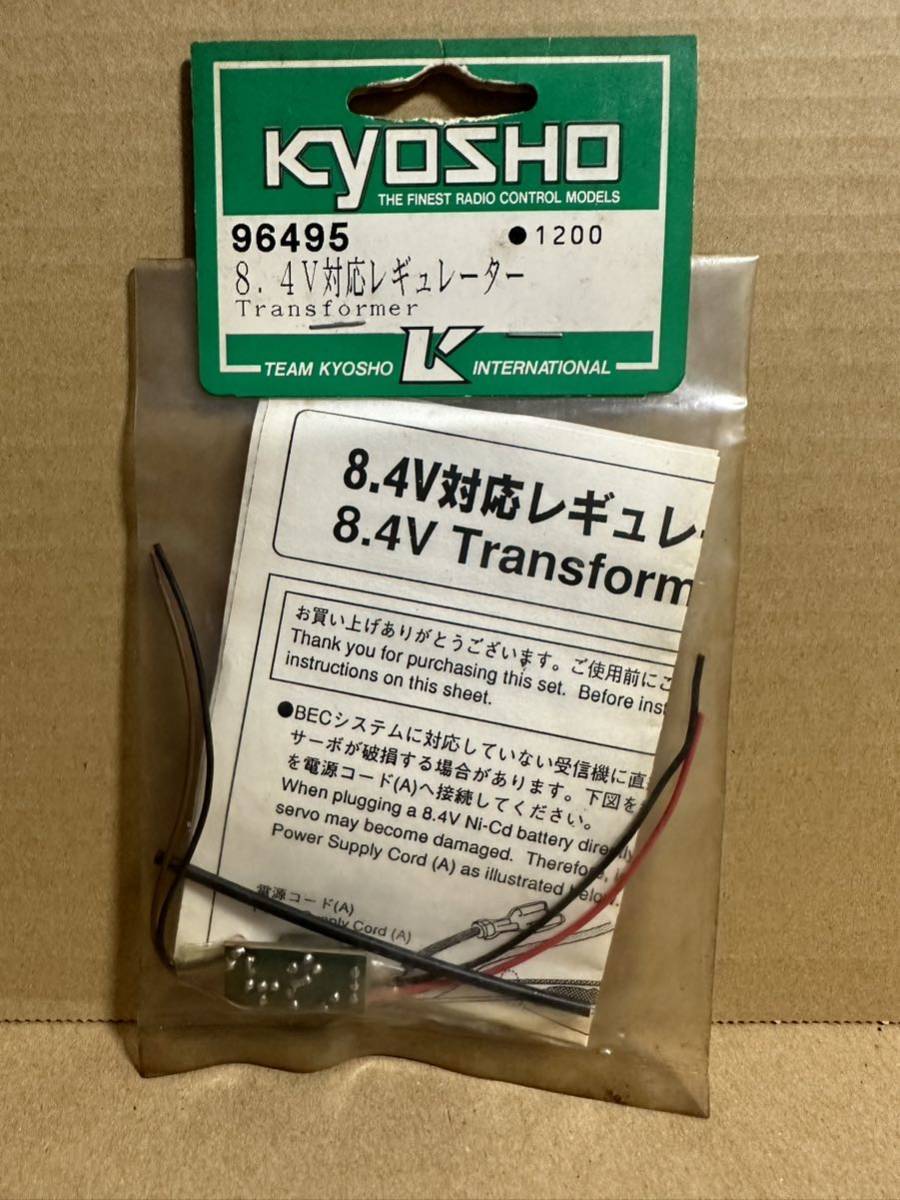 KYOSHO
THE FINEST RADIO CONTROL MODELS
96495 ●1200
8.4V対応レギュレーター
Transformer
TEAM KYOSHO K INTERNATIONAL
8.4V対応レギュレ
8.4V Transform
お買い上げありがとうございます。ご使用前にこ
Thank you for purchasing this set. Before inst
instructions on this sheet.
●BECシステムに対応していない受信機に直
サーボが破損する場合があります。下図を
を電源コード(A)へ接続してください。
When plugging a 8.4V Ni-Cd battery directly
servo may become damaged. Therefore,
Power Supply Cord (A) as illustrated below.
電源コード(A)
Supply Cord (A)